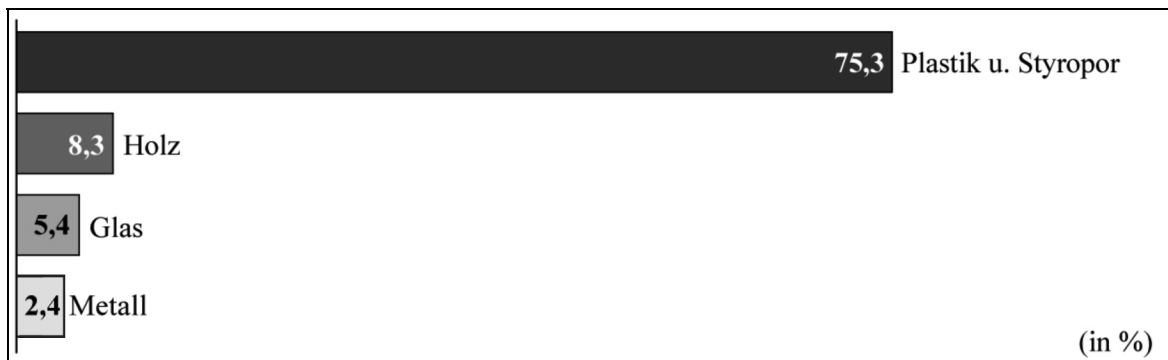 75,3 Plastik u. Styropor
8,3 Holz
5,4 Glas
2,4 Metall
(in %)